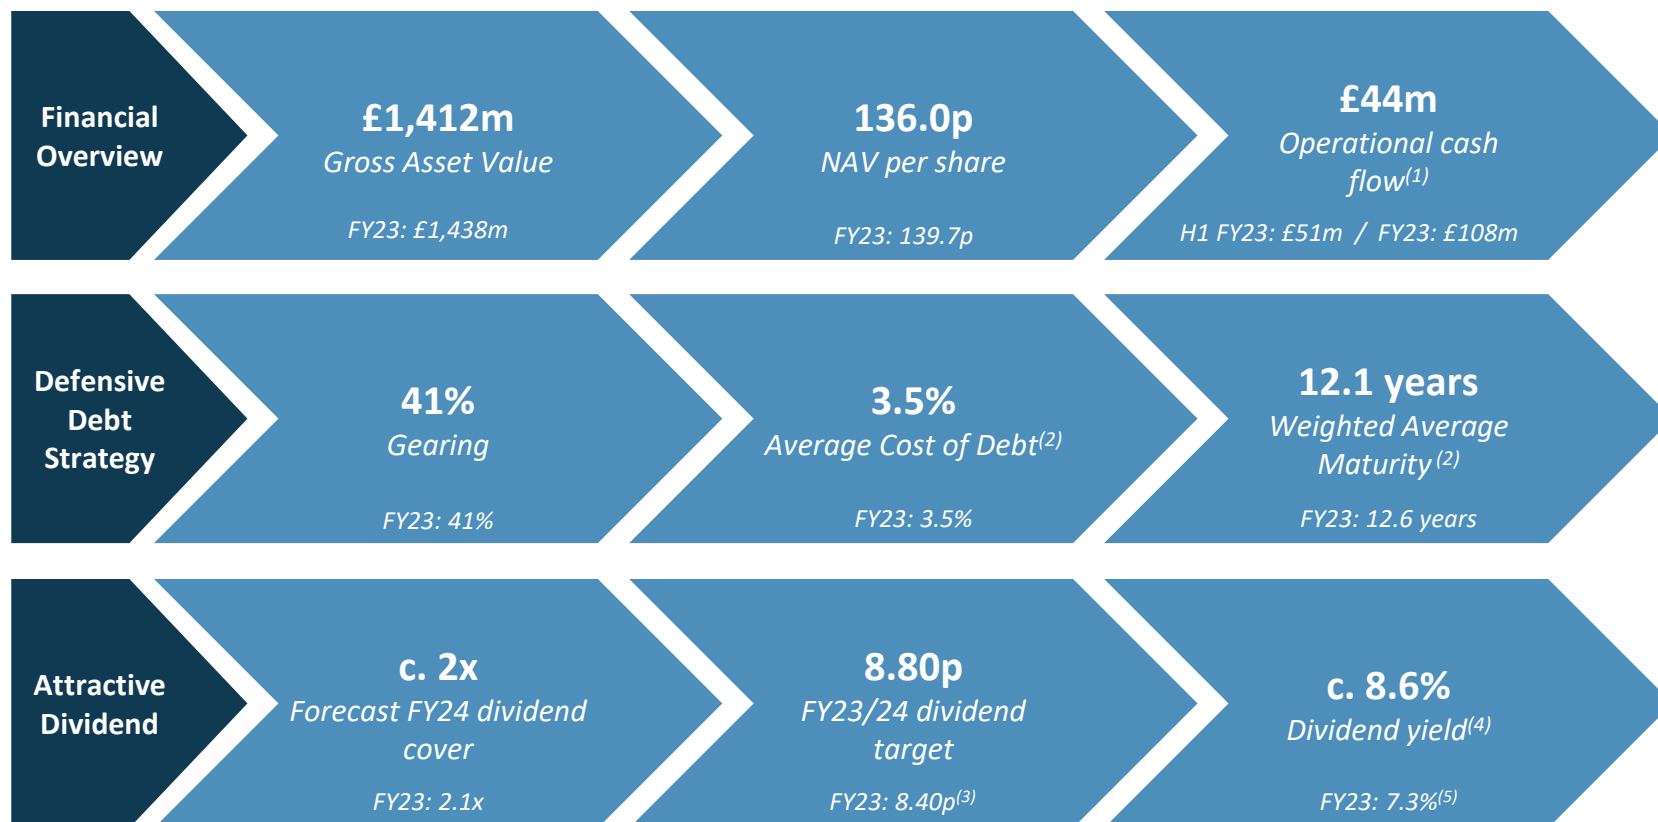 Financial
Overview
£1,412m
Gross Asset Value
FY23: £1,438m
136.0p
NAV per share
FY23: 139.7p
£44m
Operational cash
flow(1)
H1 FY23: £51m / FY23: £108m
Defensive
Debt
Strategy
41%
Gearing
FY23: 41%
3.5%
Average Cost of Debt(2)
FY23: 3.5%
12.1 years
Weighted Average
Maturity (2)
FY23: 12.6 years
Attractive
Dividend
c. 2x
Forecast FY24 dividend
cover
FY23: 2.1x
8.80p
FY23/24 dividend
target
FY23: 8.40p(3)
c. 8.6%
Dividend yield(4)
FY23: 7.3%(5)